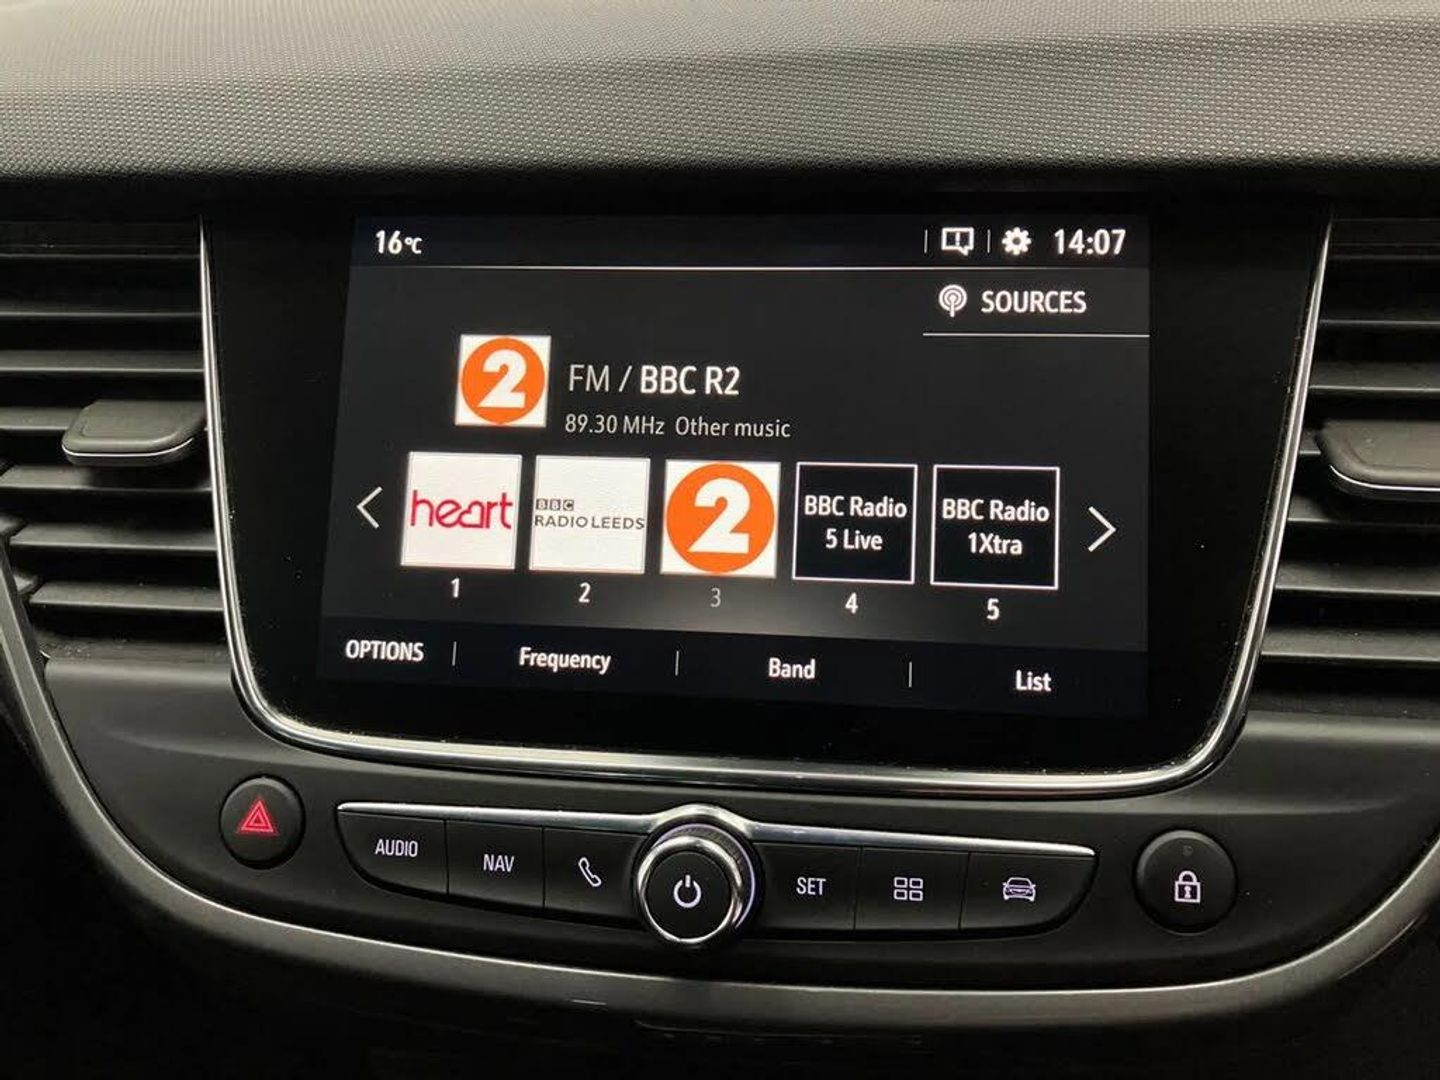 16°C
14:07
SOURCES
2
FM / BBC R2
89.30 MHz Other music
heart
BBC
RADIO LEEDS
2
BBC Radio
5 Live
BBC Radio
1Xtra
1
2
3
4
5
OPTIONS
Frequency
Band
List
AUDIO
NAV
SET